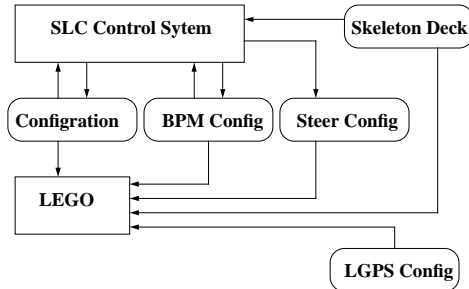 SLC Control Sytem
Skeleton Deck
Configration
BPM Config
Steer Config
LEGO
LGPS Config